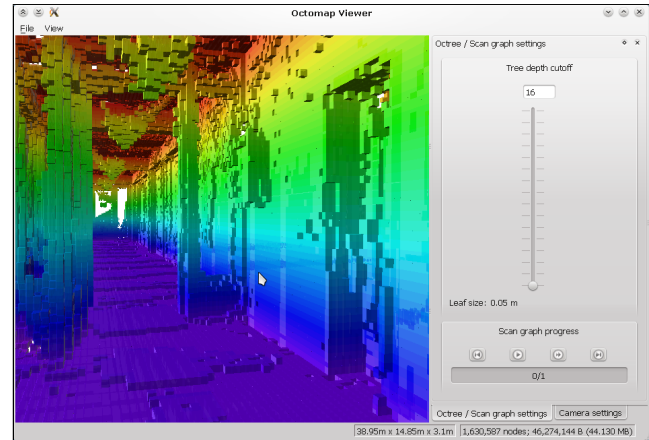 Octomap Viewer
File View
Octree / Scan graph settings
Tree depth cutoff
16
Leaf size: 0.05 m
Scan graph progress
0/1
Octree / Scan graph settings Camera settings
38.95m x 14.85m x 3.1m 1,630,587 nodes; 46,274,144 B (44.130 MB)